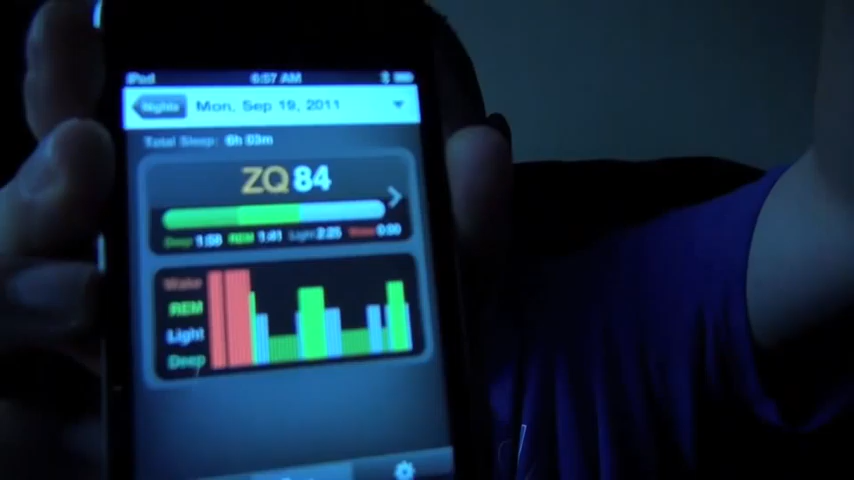 iPod 6:57 AM
Nights Mon, Sep 19, 2011
Total Sleep: 6h 03m
ZQ 84
Deep 1:58 REM 1:41 Light 2:25 Wake 0:00
Wake
REM
Light
Deep